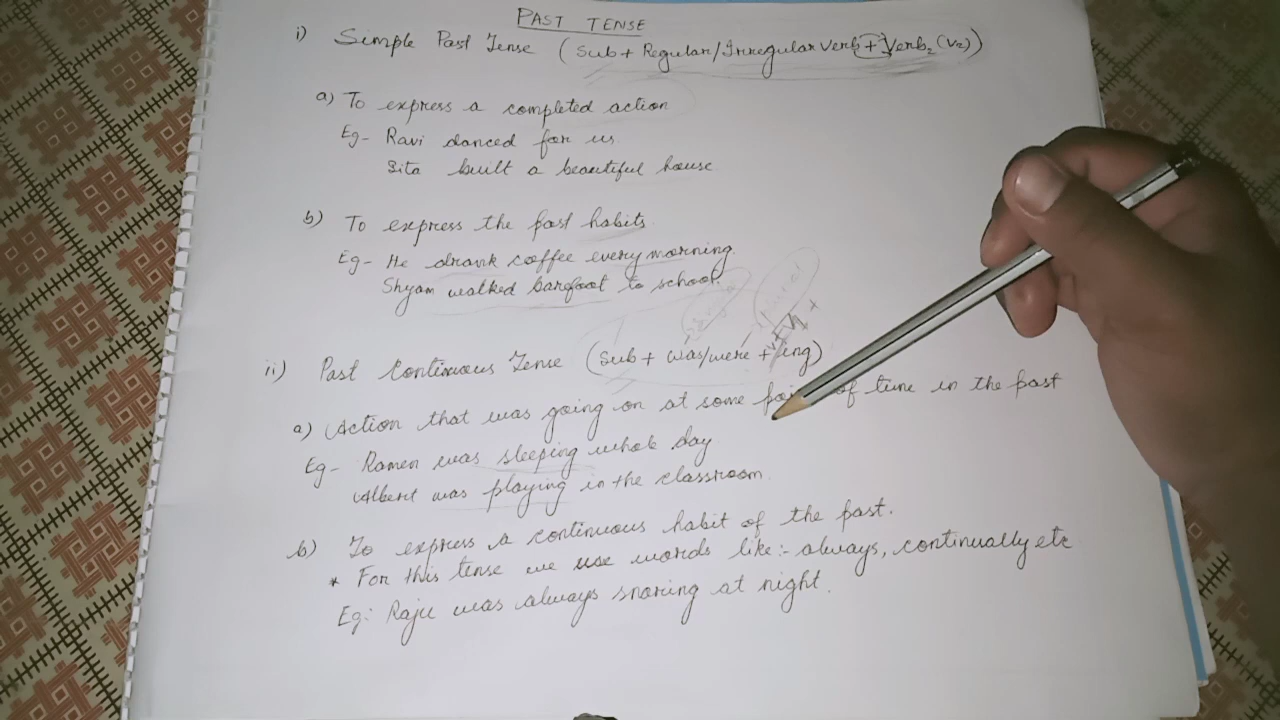 PAST TENSE
i) Simple Past Tense (Sub + Regular/Irregular Verb + Verb₂ (V₂))
a) To express a completed action
Eg- Ravi danced for us.
Sita built a beautiful house.
b) To express the past habits.
Eg- He drank coffee every morning.
Shyam walked barefoot to school.
ii) Past Continuous Tense (Sub + was/were + ing)
a) Action that was going on at some of time in the past
Eg- Ramen was sleeping whole day
Albert was playing in the classroom.
b) To express a continuous habit of the past.
* For this tense we use words like:- always, continually etc
Eg: Raju was always snoring at night.